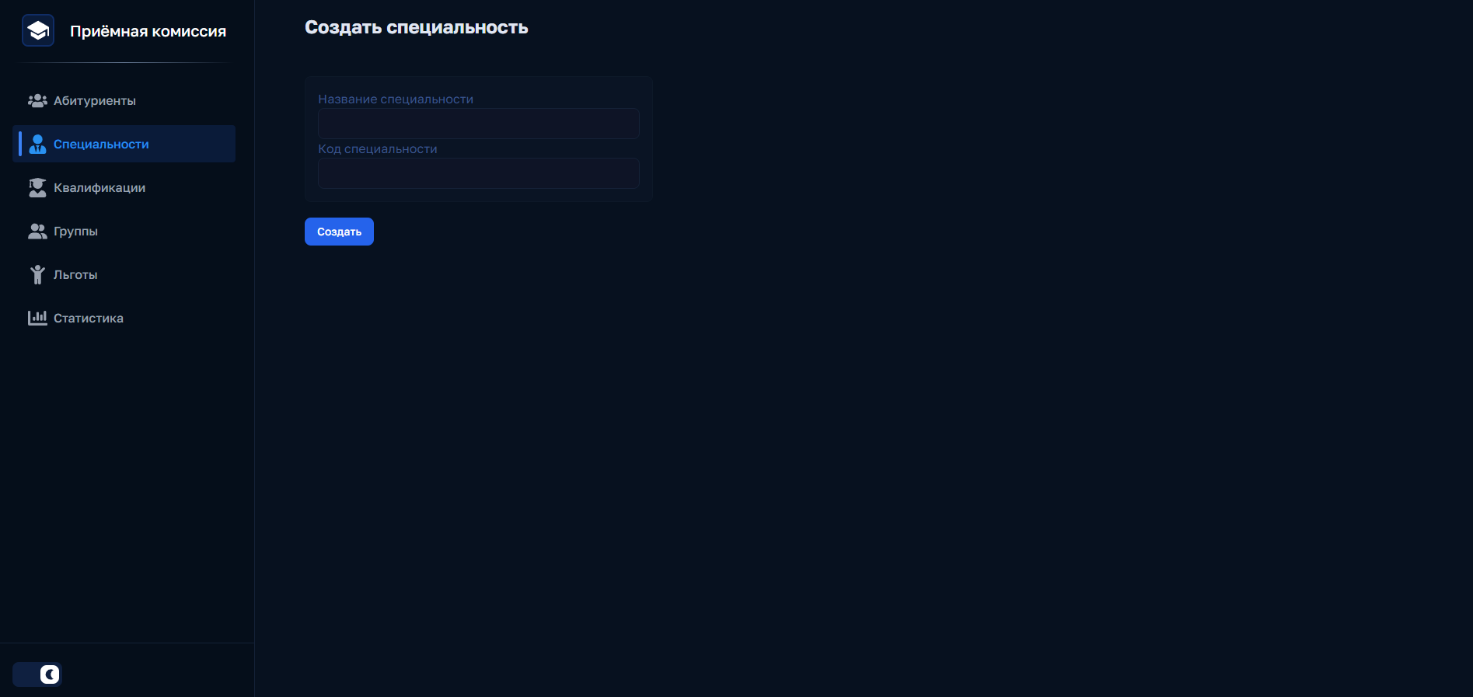 Приёмная комиссия
Абитуриенты
Специальности
Квалификации
Группы
Льготы
Статистика
Создать специальность
Название специальности
Код специальности
Создать